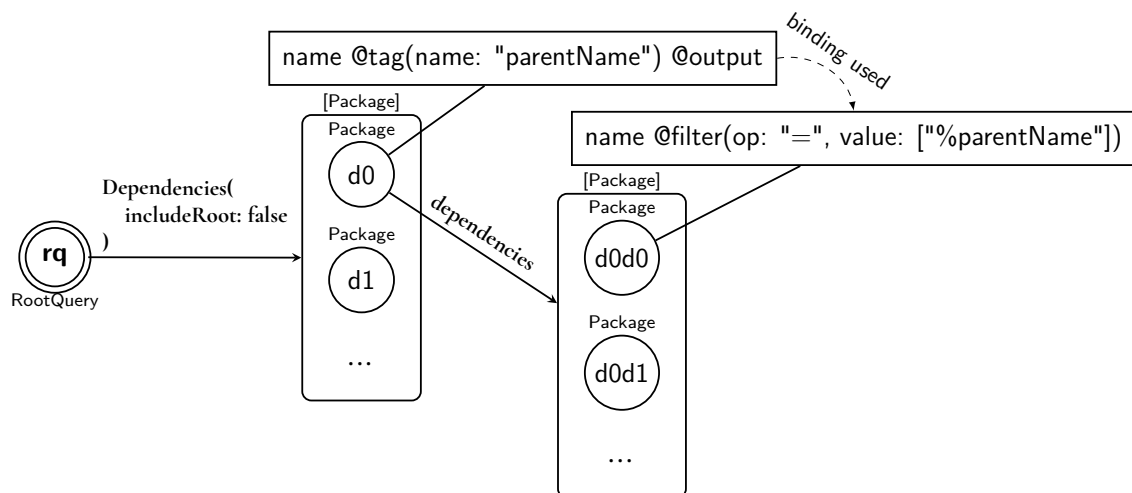 name @tag(name: "parentName") @output
binding used
[Package]
Package
d0
name @filter(op: "=", value: ["%parentName"])
Dependencies(
includeRoot: false
)
rq
RootQuery
Package
d1
...
dependencies
[Package]
Package
d0d0
Package
d0d1
...